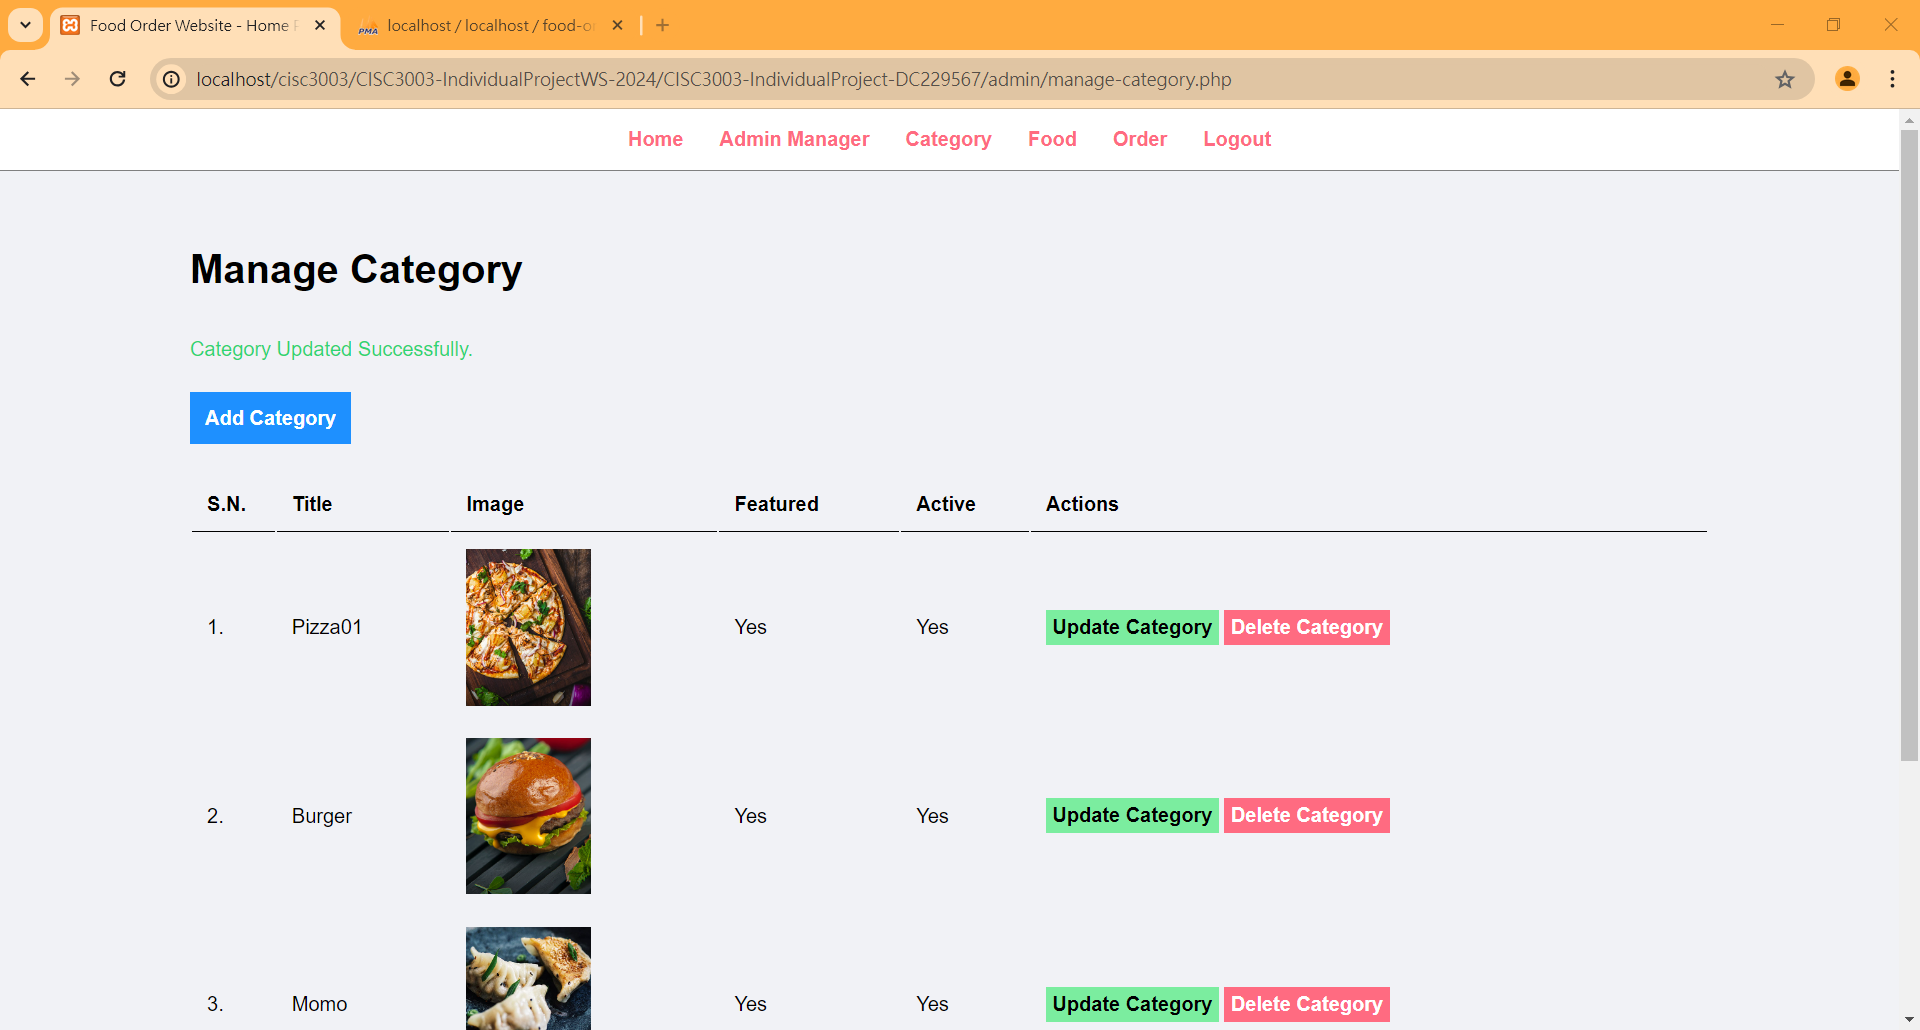 Food Order Website - Home
PMA localhost / localhost / food-o
localhost/cisc3003/CISC3003-IndividualProjectWS-2024/CISC3003-IndividualProject-DC229567/admin/manage-category.php
Home Admin Manager Category Food Order Logout
Manage Category
Category Updated Successfully.
Add Category
S.N. Title Image Featured Active Actions
1. Pizza01 Yes Yes Update Category Delete Category
2. Burger Yes Yes Update Category Delete Category
3. Momo Yes Yes Update Category Delete Category